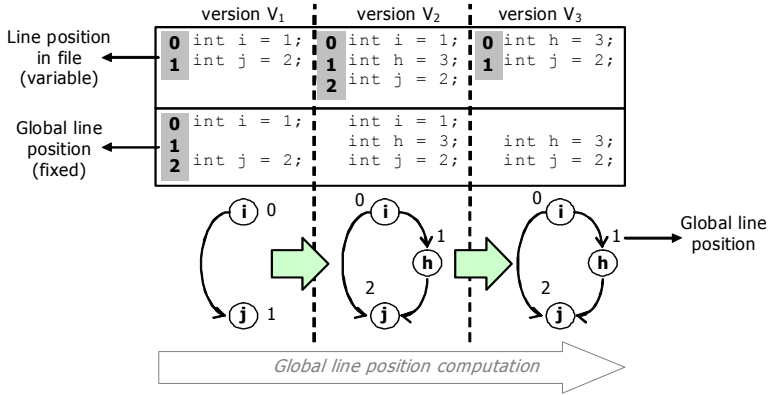 version V1
version V2
version V3
Line position
in file
(variable)
0 int i = 1;
1 int j = 2;
0 int i = 1;
1 int h = 3;
2 int j = 2;
0 int h = 3;
1 int j = 2;
Global line
position
(fixed)
0 int i = 1;
1
2 int j = 2;
int i = 1;
int h = 3;
int j = 2;
int h = 3;
int j = 2;
i 0
j 1
0 i
1
h
2
j
0 i
1
h
2
j
Global line
position
Global line position computation